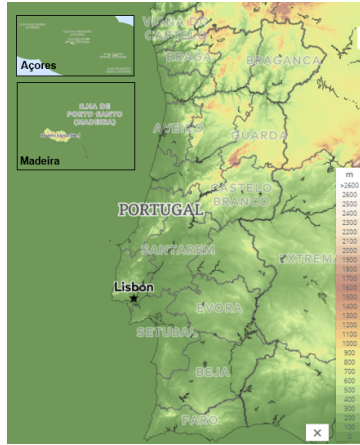 Açores
ILHA DE
PORTO SANTO
(MADEIRA)
Madeira
VIANA DO
CASTELO
BRAGA
BRAGANÇA
AVEIRO
GUARDA
CASTELO
BRANCO
PORTUGAL
SANTARÉM
EXTREMA
Lisbon
ÉVORA
SETÚBAL
BEJA
FARO
m
>2600
2600
2500
2400
2300
2200
2100
2000
1900
1800
1700
1600
1500
1400
1300
1200
1100
1000
900
800
700
600
500
400
300
200
100
0
×